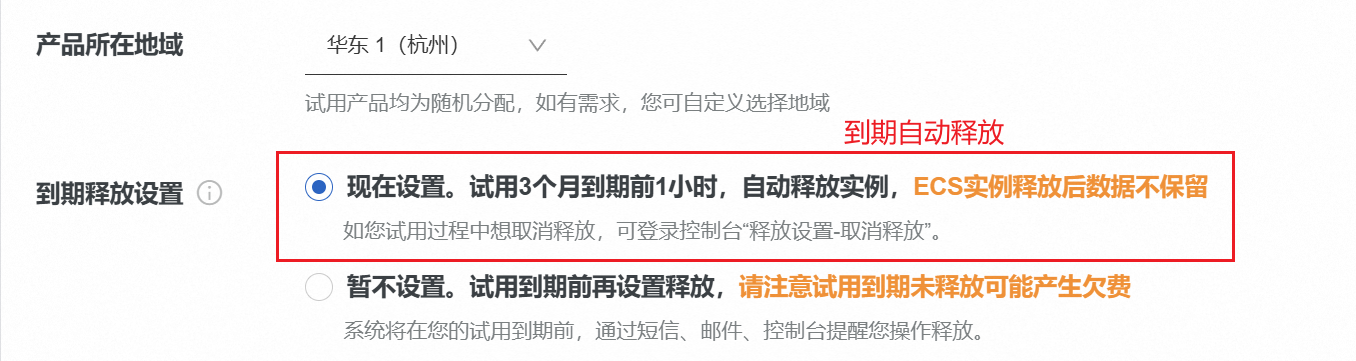 产品所在地域
华东 1（杭州）
试用产品均为随机分配，如有需求，您可自定义选择地域
到期自动释放
到期释放设置
现在设置。试用3个月到期前1小时，自动释放实例，ECS实例释放后数据不保留
如您试用过程中想取消释放，可登录控制台“释放设置-取消释放”。
暂不设置。试用到期前再设置释放，请注意试用到期未释放可能产生欠费
系统将在您的试用到期前，通过短信、邮件、控制台提醒您操作释放。